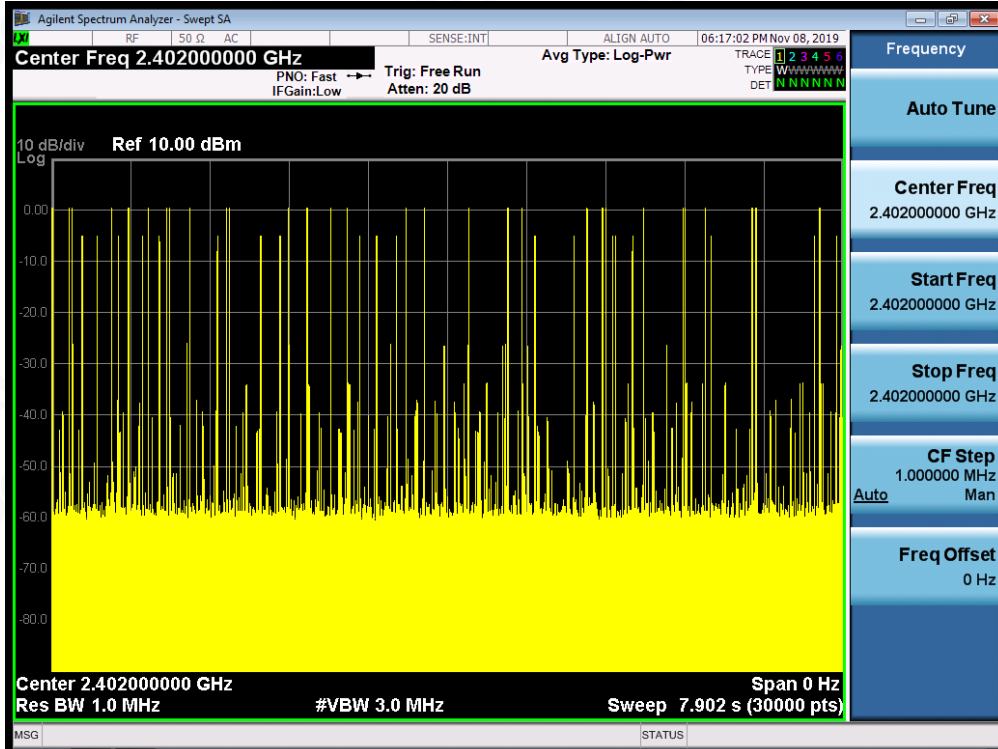 Agilent Spectrum Analyzer - Swept SA
LXI RF 50 Ω AC SENSE:INT ALIGN AUTO 06:17:02 PM Nov 08, 2019
Center Freq 2.402000000 GHz
PNO: Fast
IFGain:Low
Trig: Free Run
Atten: 20 dB
Avg Type: Log-Pwr
TRACE 1 2 3 4 5 6
TYPE WWWWWW
DET N N N N N N
10 dB/div Ref 10.00 dBm
Log
0.00
-10.0
-20.0
-30.0
-40.0
-50.0
-60.0
-70.0
-80.0
Center 2.402000000 GHz Span 0 Hz
Res BW 1.0 MHz #VBW 3.0 MHz Sweep 7.902 s (30000 pts)
MSG STATUS
Frequency
Auto Tune
Center Freq
2.402000000 GHz
Start Freq
2.402000000 GHz
Stop Freq
2.402000000 GHz
CF Step
1.000000 MHz
Auto Man
Freq Offset
0 Hz